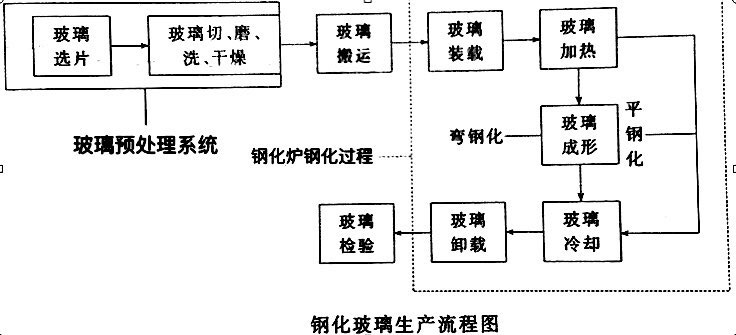 玻璃
选片
玻璃切、磨、
洗、干燥
玻璃
搬运
玻璃
装载
玻璃
加热
玻璃预处理系统
钢化炉钢化过程
弯钢化
玻璃
成形
平
钢
化
玻璃
检验
玻璃
卸载
玻璃
冷却
钢化玻璃生产流程图